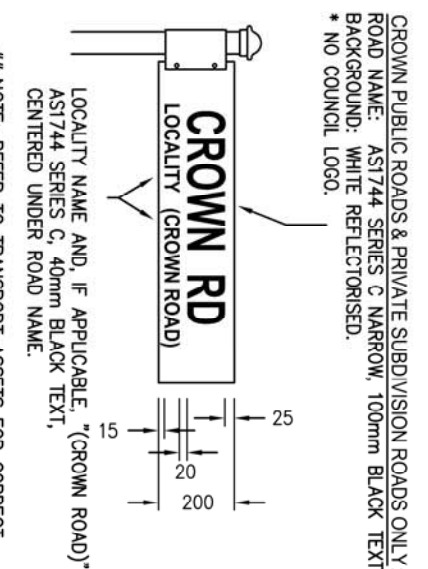 CROWN PUBLIC ROADS & PRIVATE SUBDIVISION ROADS ONLY
ROAD NAME: AS1744 SERIES C NARROW, 100mm BLACK TEXT
BACKGROUND: WHITE REFLECTORISED.
* NO COUNCIL LOGO.
CROWN RD
LOCALITY (CROWN ROAD)
25
15
20
200
LOCALITY NAME AND, IF APPLICABLE, "(CROWN ROAD)"
AS1744 SERIES C, 40mm BLACK TEXT,
CENTERED UNDER ROAD NAME.